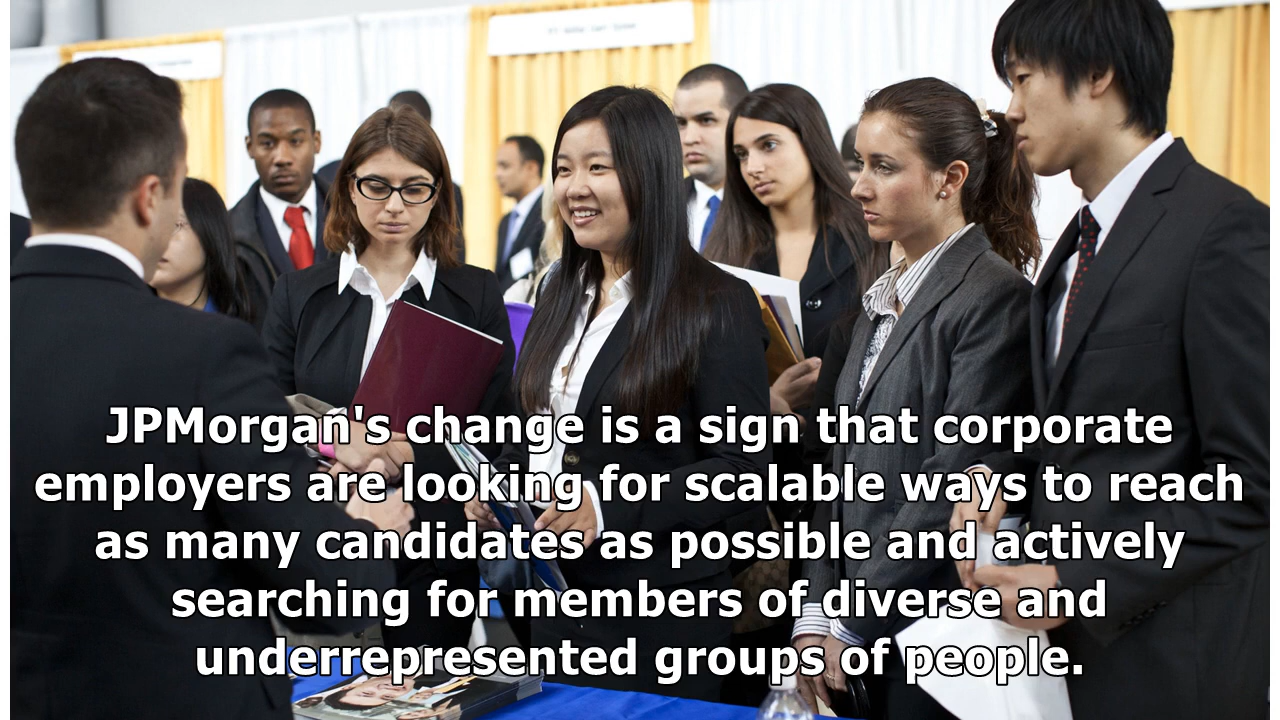 JPMorgan's change is a sign that corporate
employers are looking for scalable ways to reach
as many candidates as possible and actively
searching for members of diverse and
underrepresented groups of people.